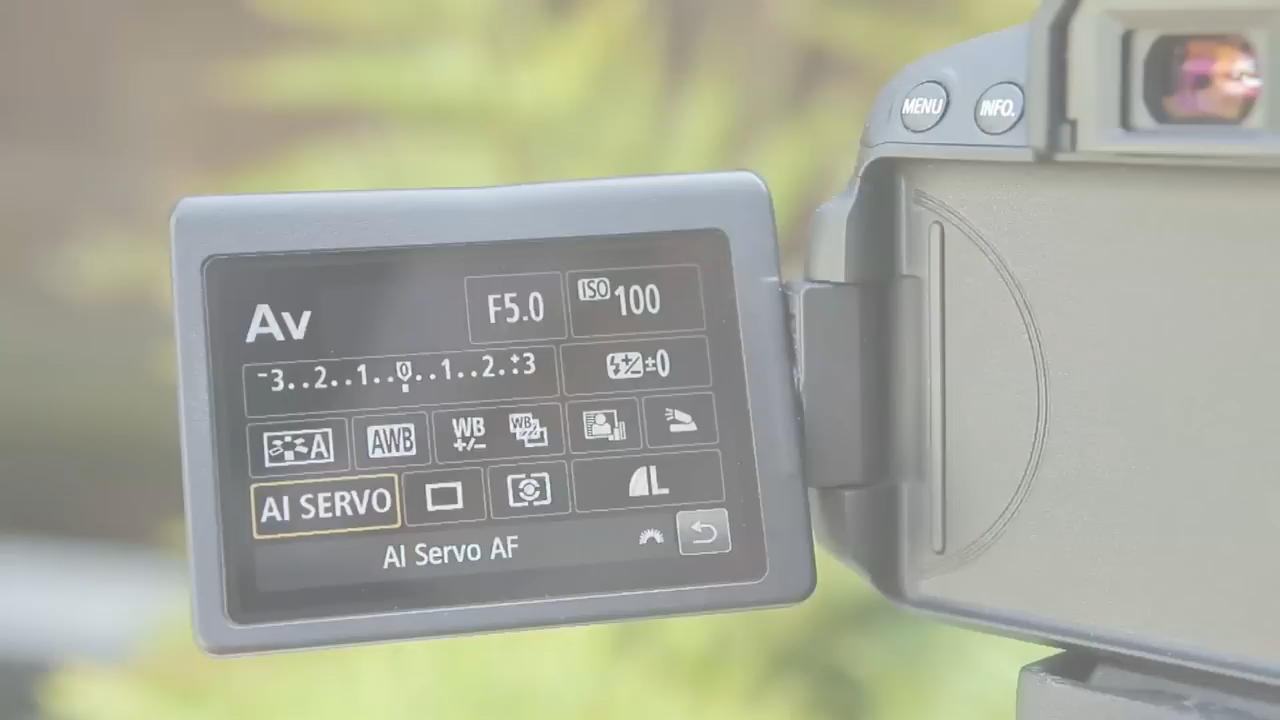 MENU INFO.
Av F5.0 ISO 100
-3..2..1..0..1..2.:+3 ±0
A AWB WB +/- WB
AI SERVO L
AI Servo AF